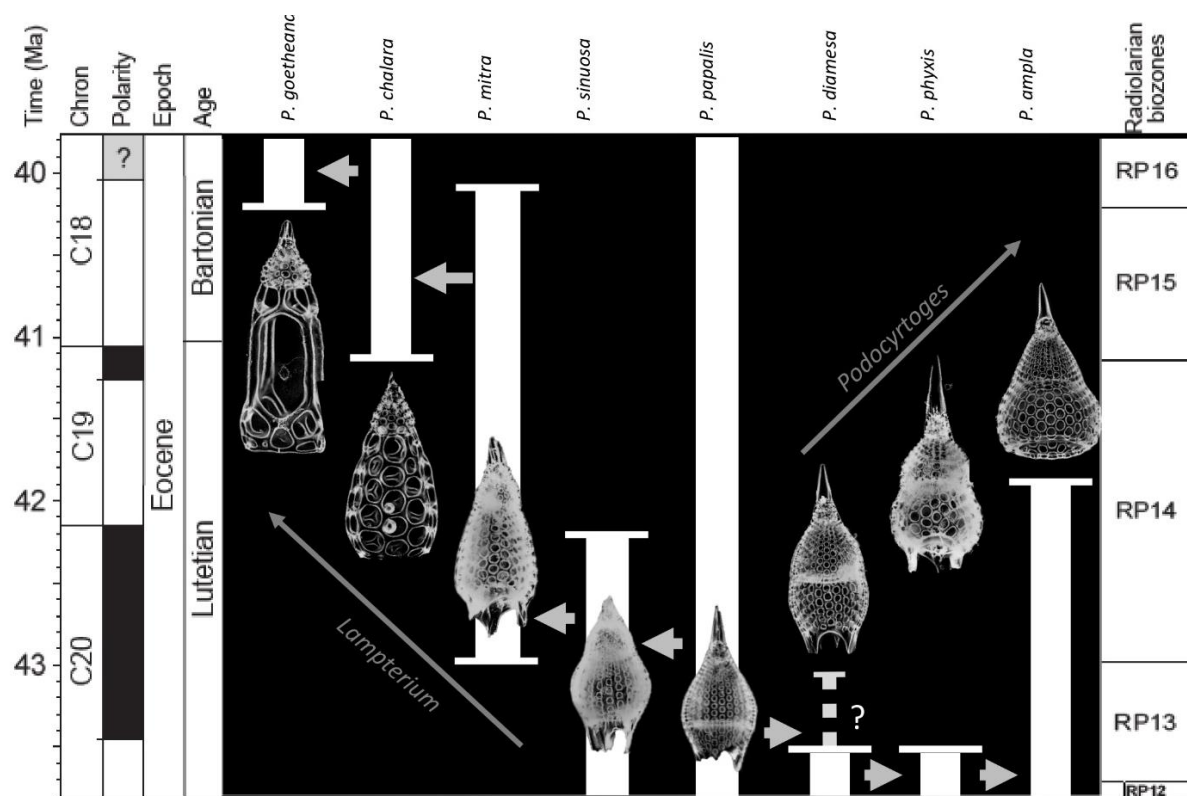 Time (Ma)
Chron
Polarity
Epoch
Age
P. goetheanc
P. chalara
P. mitra
P. sinuosa
P. papalis
P. diamesa
P. phyxis
P. ampla
Radiolarian
biozones
40
41
42
43
?
C18
C19
C20
Eocene
Bartonian
Lutetian
Lampterium
Podocyrtoges
?
RP16
RP15
RP14
RP13
RP12